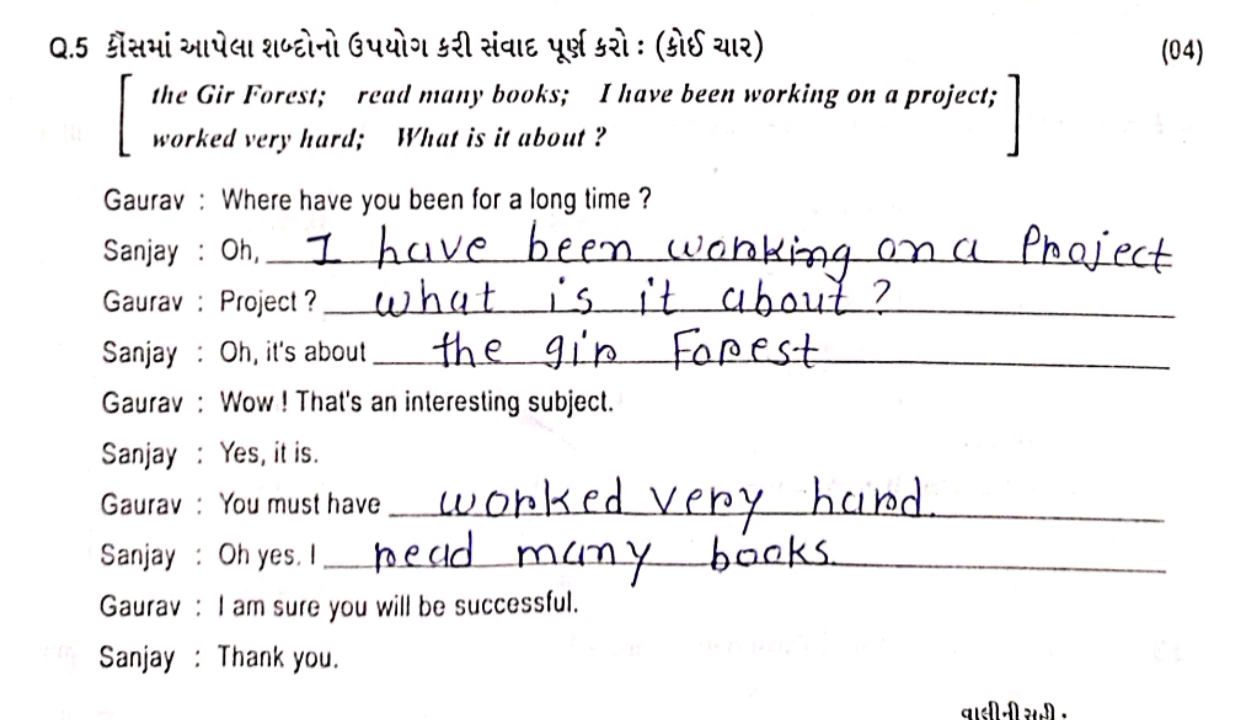 Q.5 કૌંસમાં આપેલા શબ્દોનો ઉપયોગ કરી સંવાદ પૂર્ણ કરો : (કોઈ ચાર) (04)
the Gir Forest; read many books; I have been working on a project;
worked very hard; What is it about ?
Gaurav : Where have you been for a long time ?
Sanjay : Oh, I have been working on a Project
Gaurav : Project ? what is it about ?
Sanjay : Oh, it's about the gir Forest
Gaurav : Wow ! That's an interesting subject.
Sanjay : Yes, it is.
Gaurav : You must have worked very hard.
Sanjay : Oh yes. I read many books.
Gaurav : I am sure you will be successful.
Sanjay : Thank you.